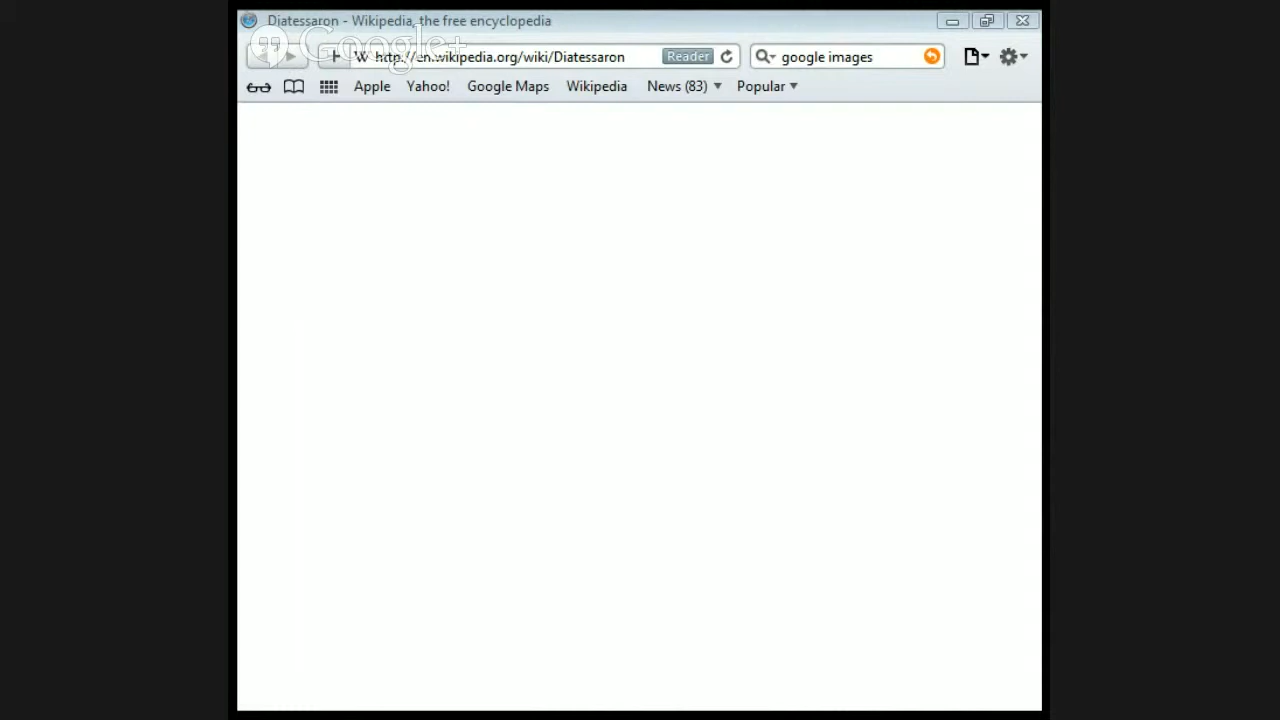 Diatessaron - Wikipedia, the free encyclopedia
Google+
W http://en.wikipedia.org/wiki/Diatessaron Reader google images
Apple Yahoo! Google Maps Wikipedia News (83) Popular